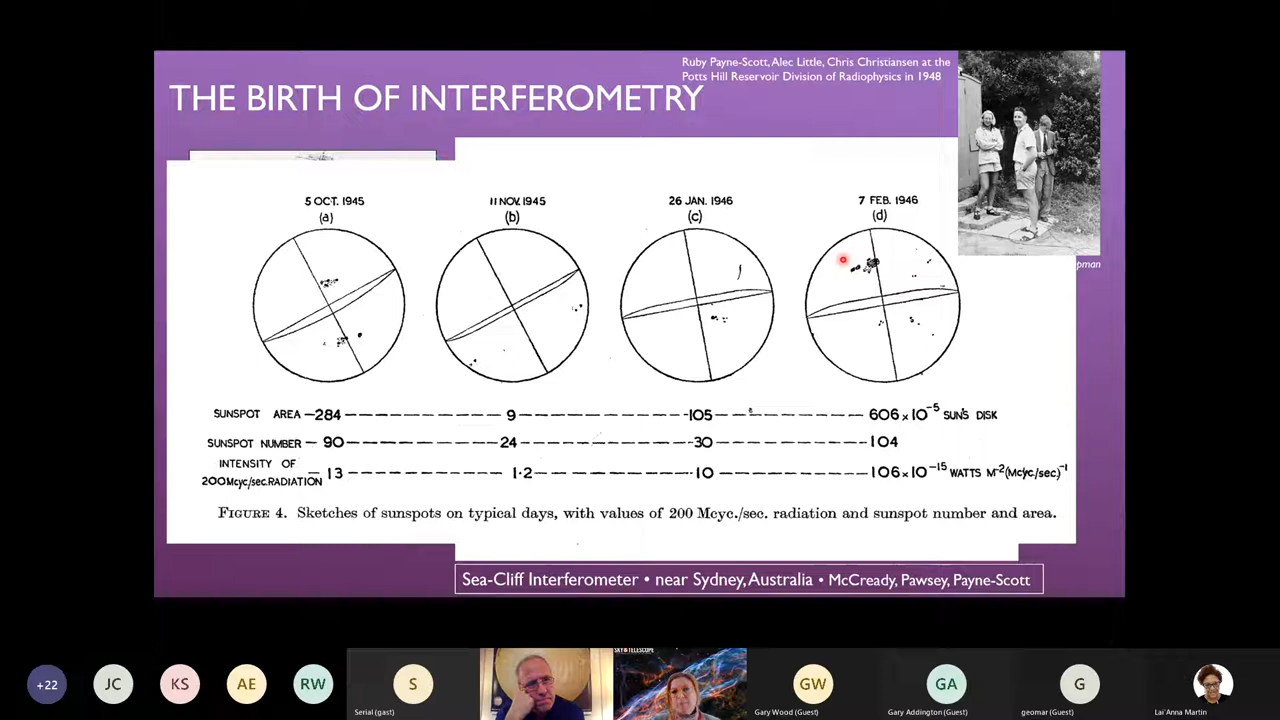 Ruby Payne-Scott, Alec Little, Chris Christiansen at the
Potts Hill Reservoir Division of Radiophysics in 1948
THE BIRTH OF INTERFEROMETRY
5 OCT. 1945
(a)
11 NOV. 1945
(b)
26 JAN. 1946
(c)
7 FEB. 1946
(d)
SUNSPOT AREA – 284 – 9 – 105 – 606 × 10⁻⁵ SUN'S DISK
SUNSPOT NUMBER – 90 – 24 – 30 – 104
INTENSITY OF
200 Mcyc./sec. RADIATION – 13 – 1·2 – 10 – 106 × 10⁻¹⁵ WATTS M⁻² (Mcyc./sec.)⁻¹
FIGURE 4. Sketches of sunspots on typical days, with values of 200 Mcyc./sec. radiation and sunspot number and area.
Sea-Cliff Interferometer • near Sydney, Australia • McCready, Pawsey, Payne-Scott
SKY & TELESCOPE
+22
JC
KS
AE
RW
S
GW
GA
G
Serial (gast)
Gary Wood (Guest)
Gary Addington (Guest)
geomar (Guest)
Lai'Anna Martin